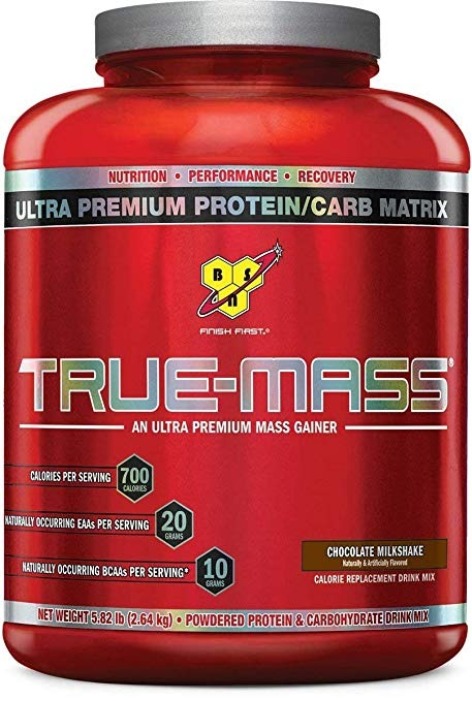 NUTRITION • PERFORMANCE • RECOVERY
ULTRA PREMIUM PROTEIN/CARB MATRIX
B S
N
FINISH FIRST.®
TRUE-MASS®
AN ULTRA PREMIUM MASS GAINER
CALORIES PER SERVING 700 CALORIES
NATURALLY OCCURRING EAAs PER SERVING 20 GRAMS
NATURALLY OCCURRING BCAAs PER SERVING* 10 GRAMS
CHOCOLATE MILKSHAKE
Naturally & Artificially Flavored
CALORIE REPLACEMENT DRINK MIX
NET WEIGHT 5.82 lb (2.64 kg) • POWDERED PROTEIN & CARBOHYDRATE DRINK MIX